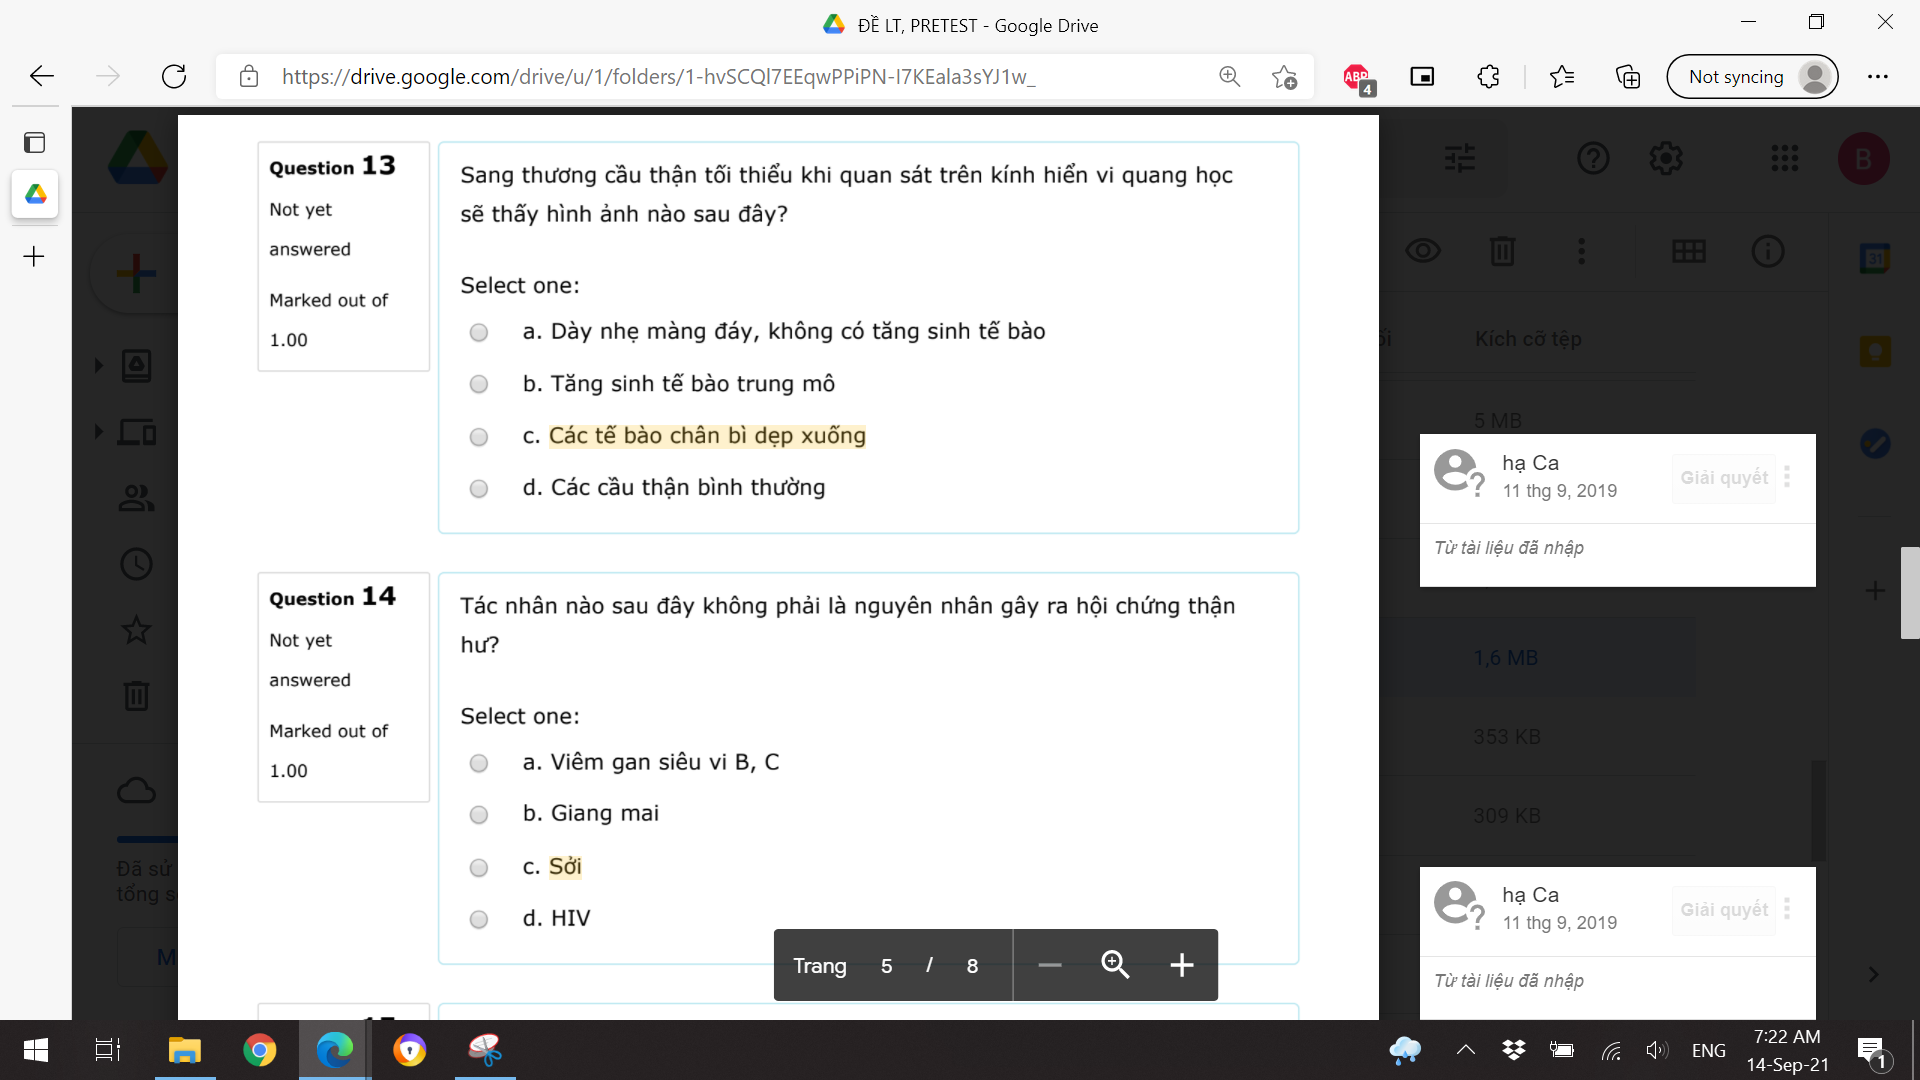 ĐỀ LT, PRETEST - Google Drive
https://drive.google.com/drive/u/1/folders/1-hvSCQl7EEqwPPiPN-I7KEala3sYJ1w_
ABP
4
Not syncing
Question 13
Not yet
answered
Marked out of
1.00
Sang thương cầu thận tối thiểu khi quan sát trên kính hiển vi quang học
sẽ thấy hình ảnh nào sau đây?
Select one:
a. Dày nhẹ màng đáy, không có tăng sinh tế bào
b. Tăng sinh tế bào trung mô
c. Các tế bào chân bì dẹp xuống
d. Các cầu thận bình thường
Question 14
Not yet
answered
Marked out of
1.00
Tác nhân nào sau đây không phải là nguyên nhân gây ra hội chứng thận
hư?
Select one:
a. Viêm gan siêu vi B, C
b. Giang mai
c. Sởi
d. HIV
Trang 5 / 8
B
31
Kích cỡ tệp
5 MB
hạ Ca
11 thg 9, 2019
Giải quyết
Từ tài liệu đã nhập
1,6 MB
353 KB
309 KB
hạ Ca
11 thg 9, 2019
Giải quyết
Từ tài liệu đã nhập
Đã sử
tổng s
M
ENG
7:22 AM
14-Sep-21
1